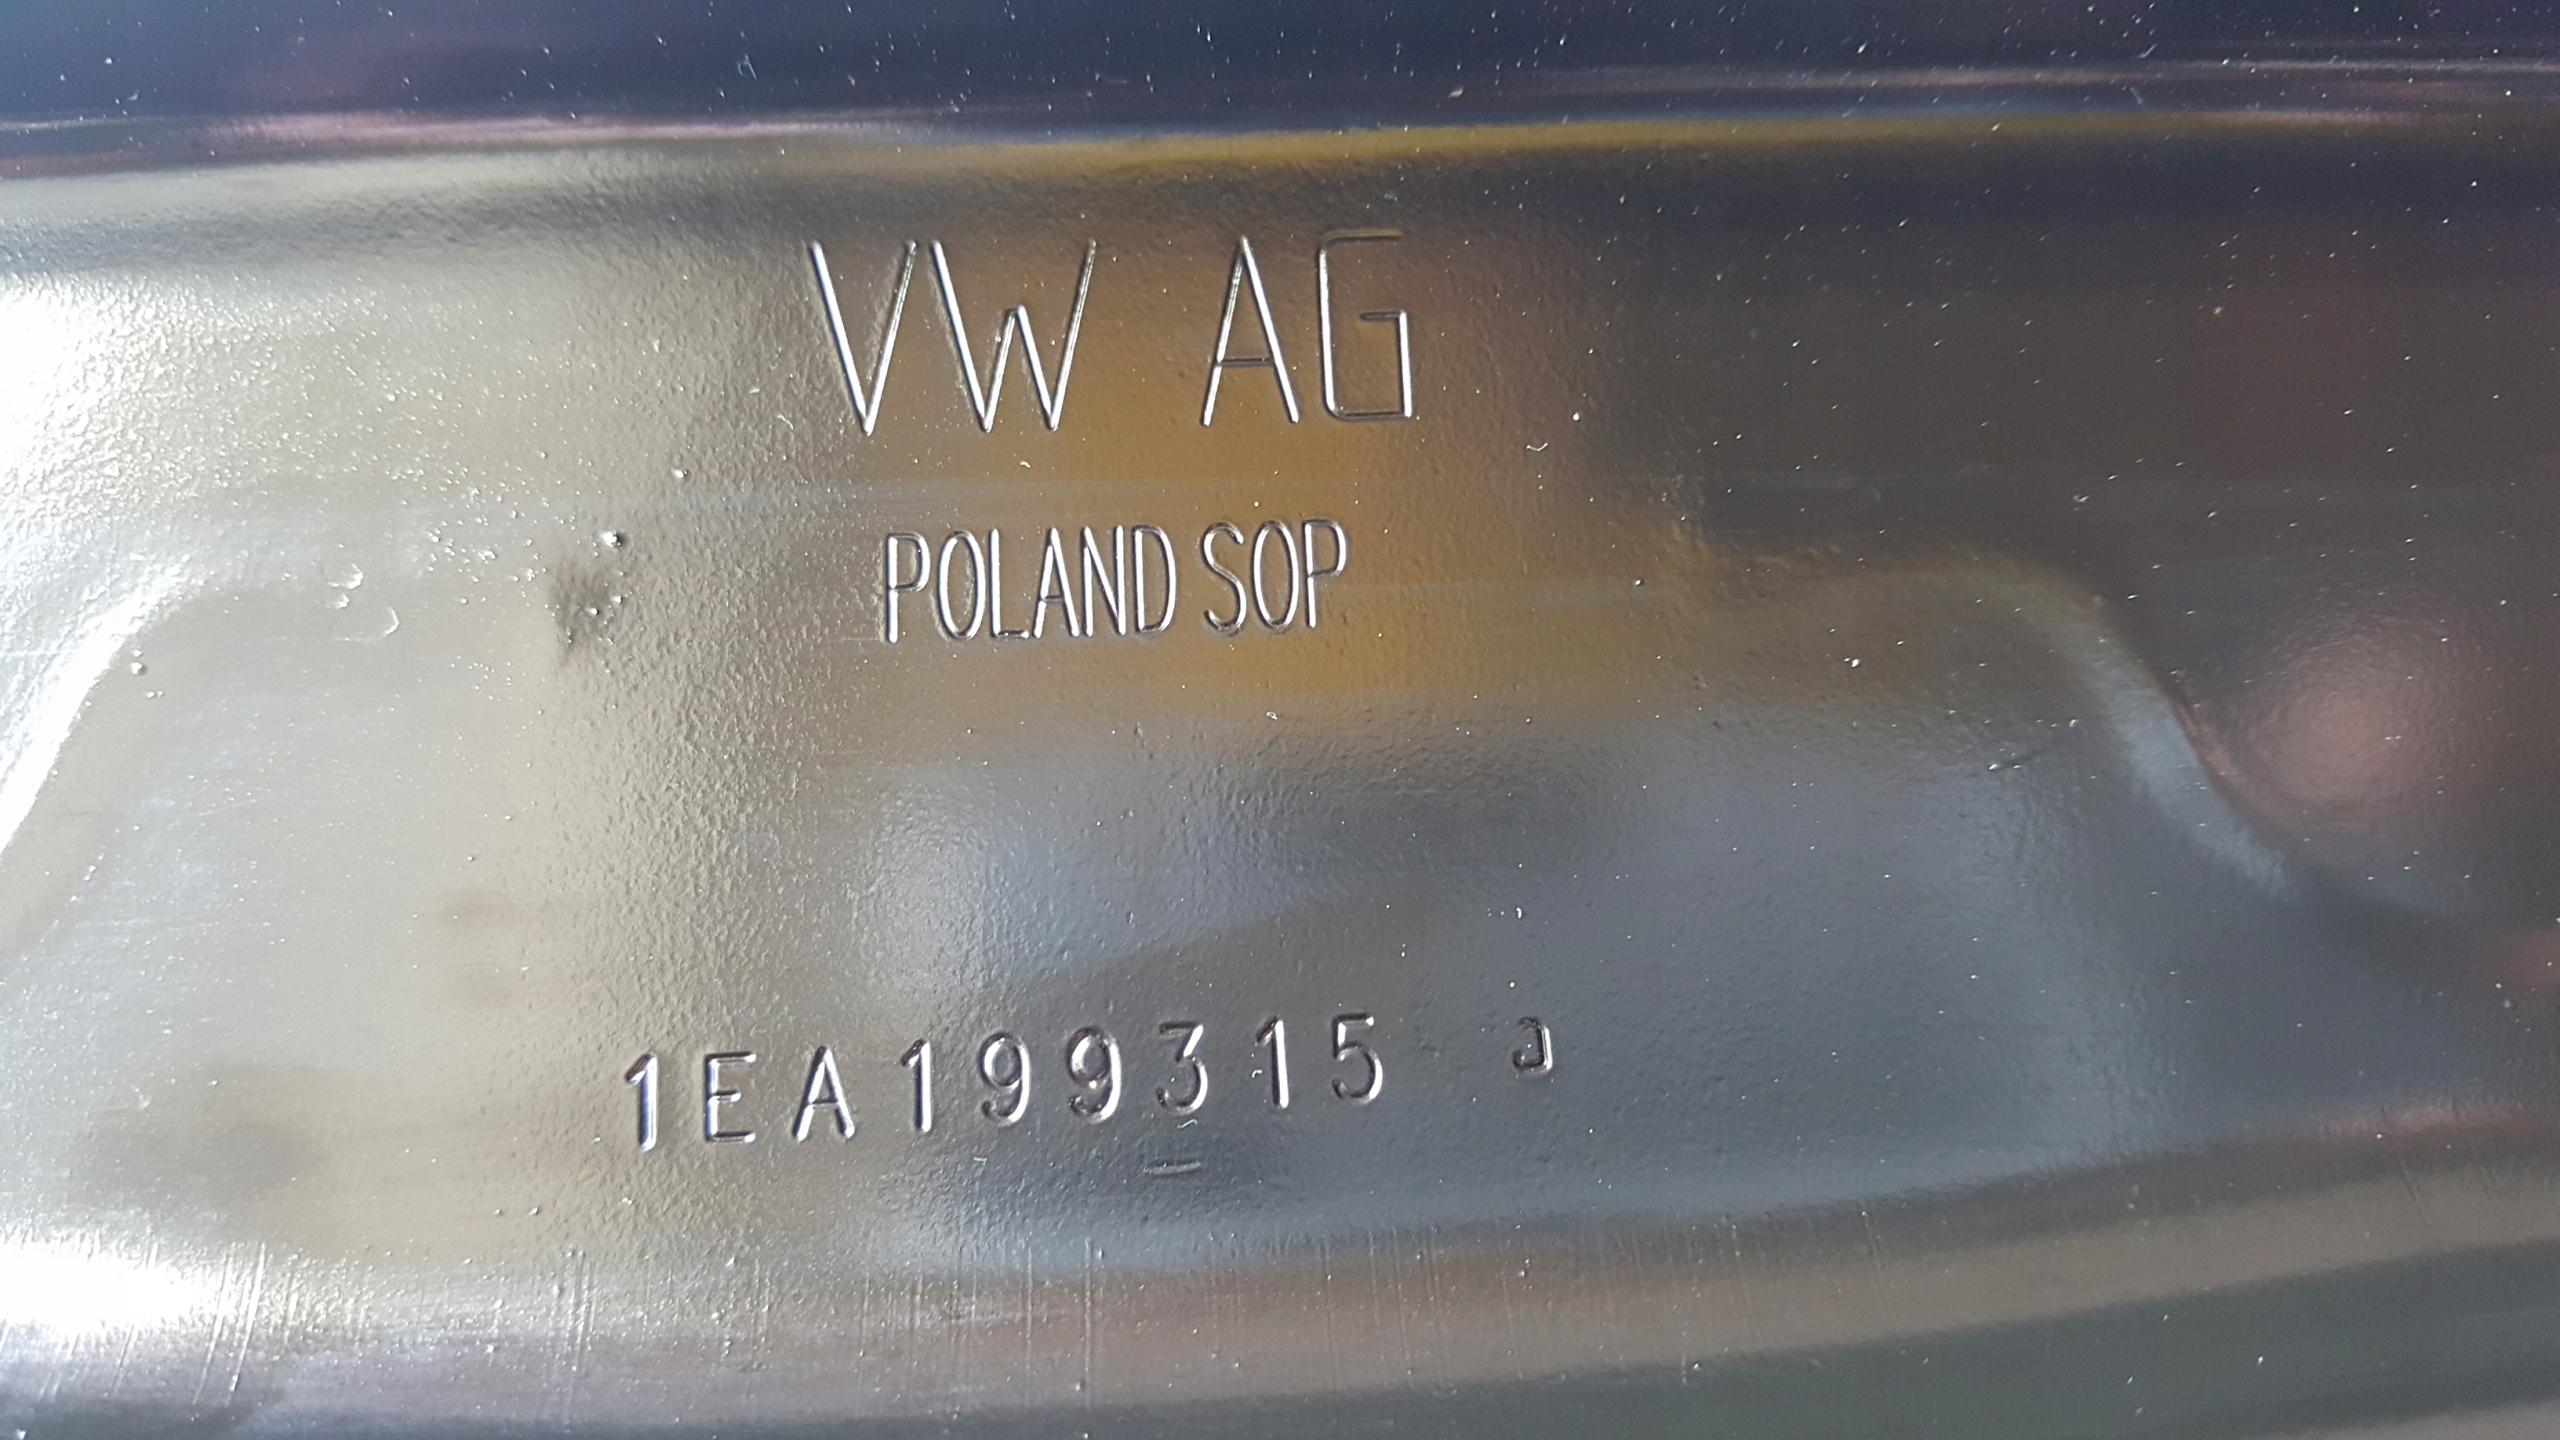 VW AG
POLAND SOP
1EA199315 J